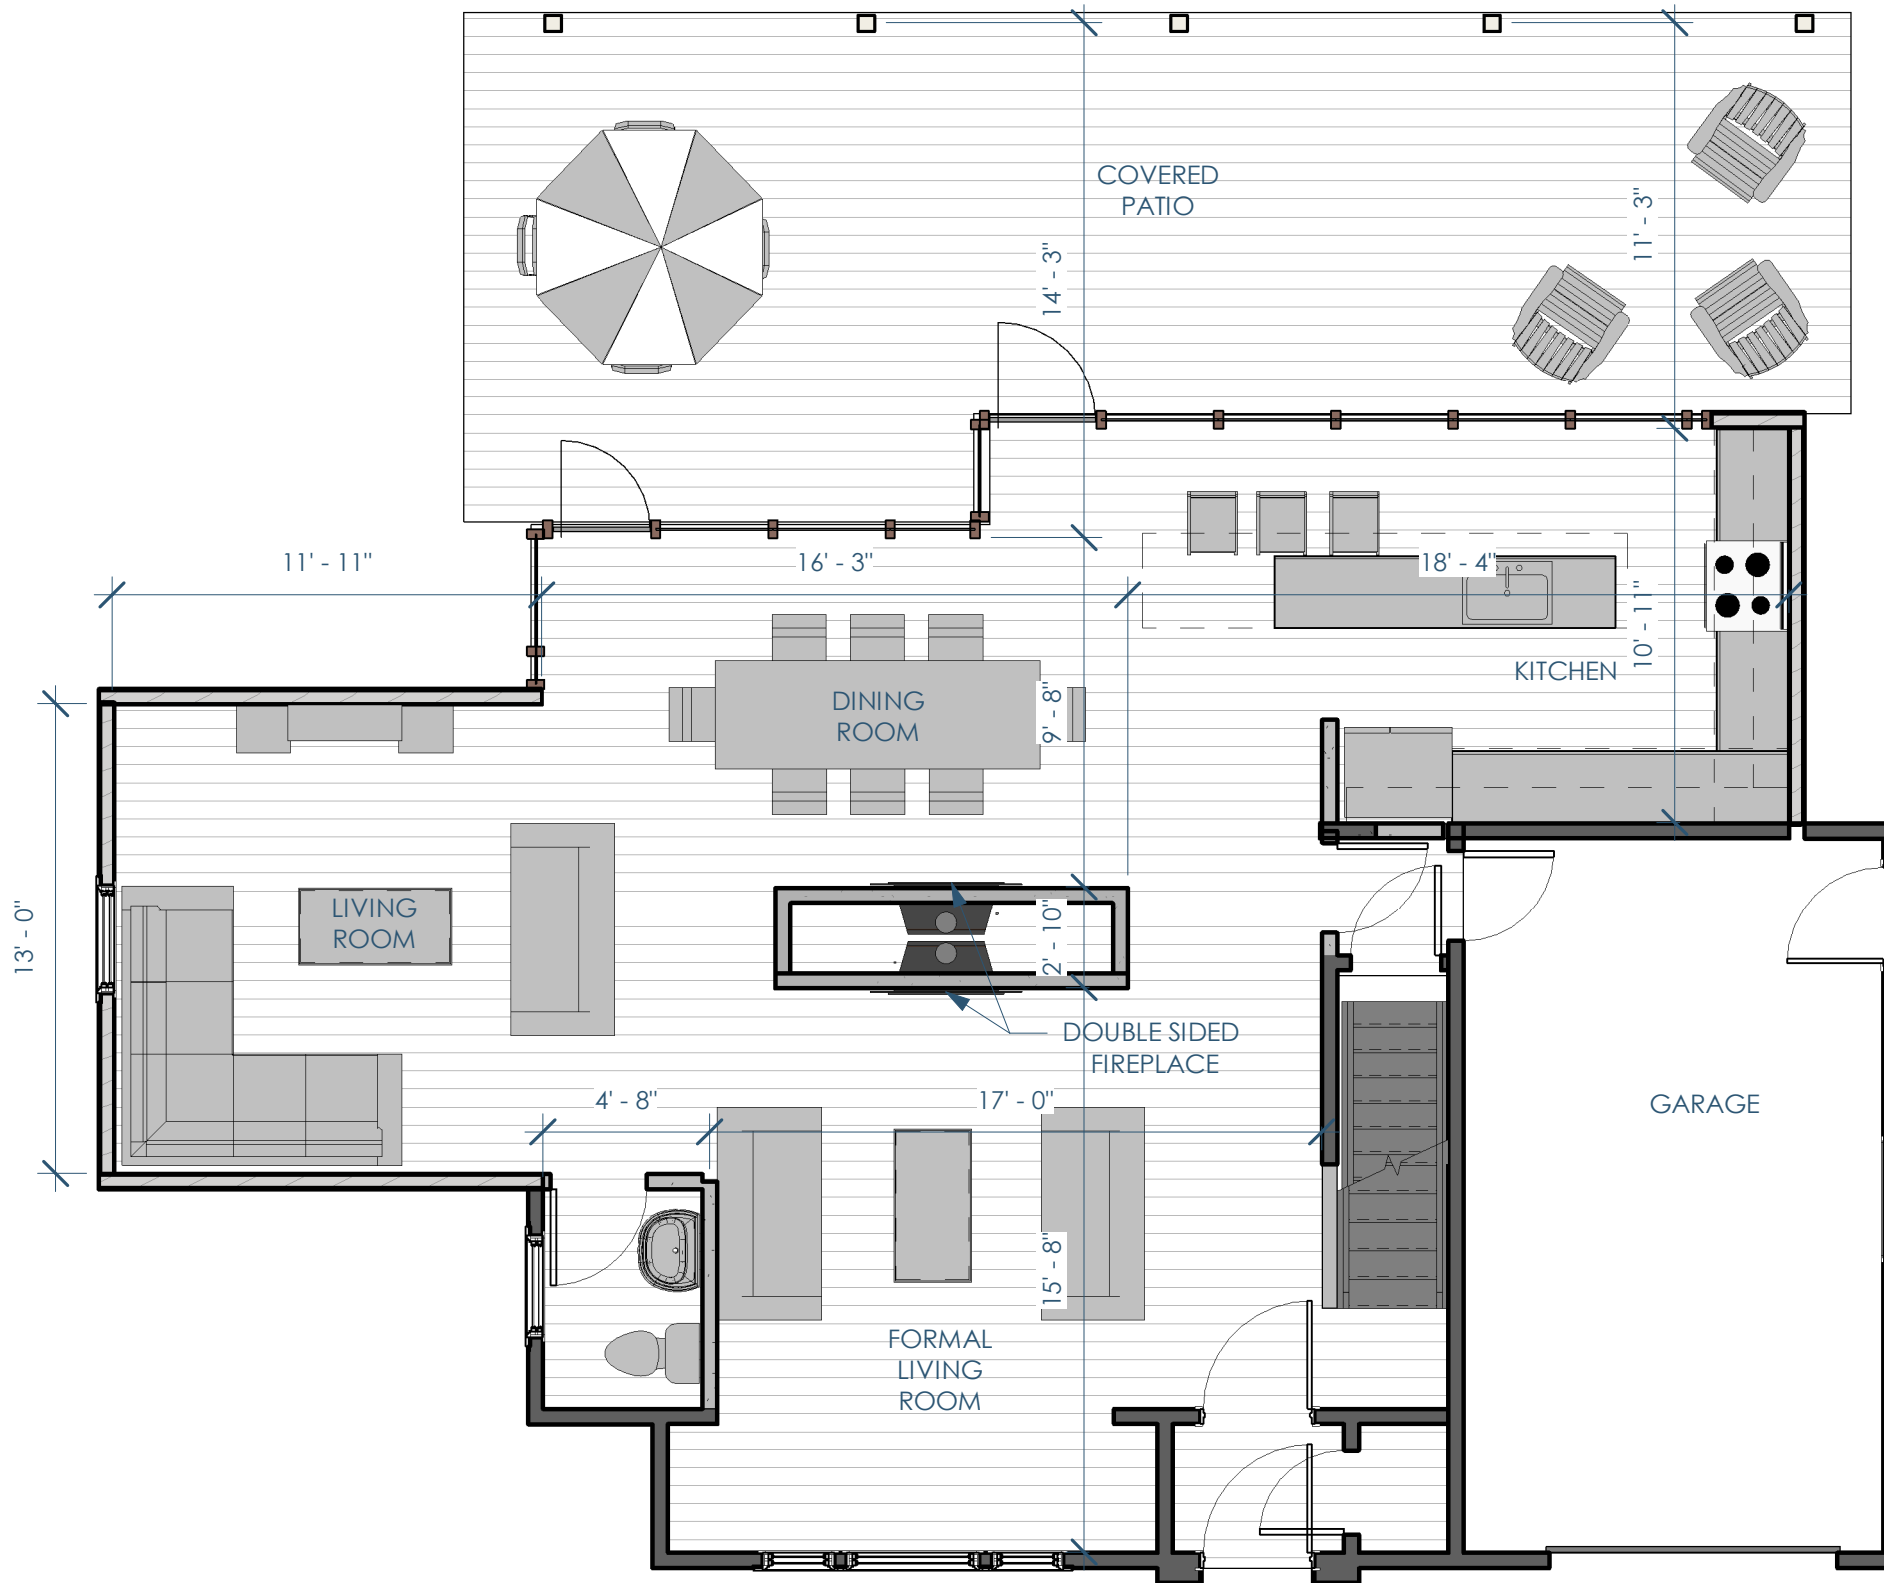 COVERED
PATIO
14' - 3"
11' - 3"
11' - 11"
16' - 3"
18' - 4"
10' - 11"
KITCHEN
DINING
ROOM
9' - 8"
LIVING
ROOM
13' - 0"
2' - 10"
DOUBLE SIDED
FIREPLACE
4' - 8"
17' - 0"
GARAGE
15' - 8"
FORMAL
LIVING
ROOM